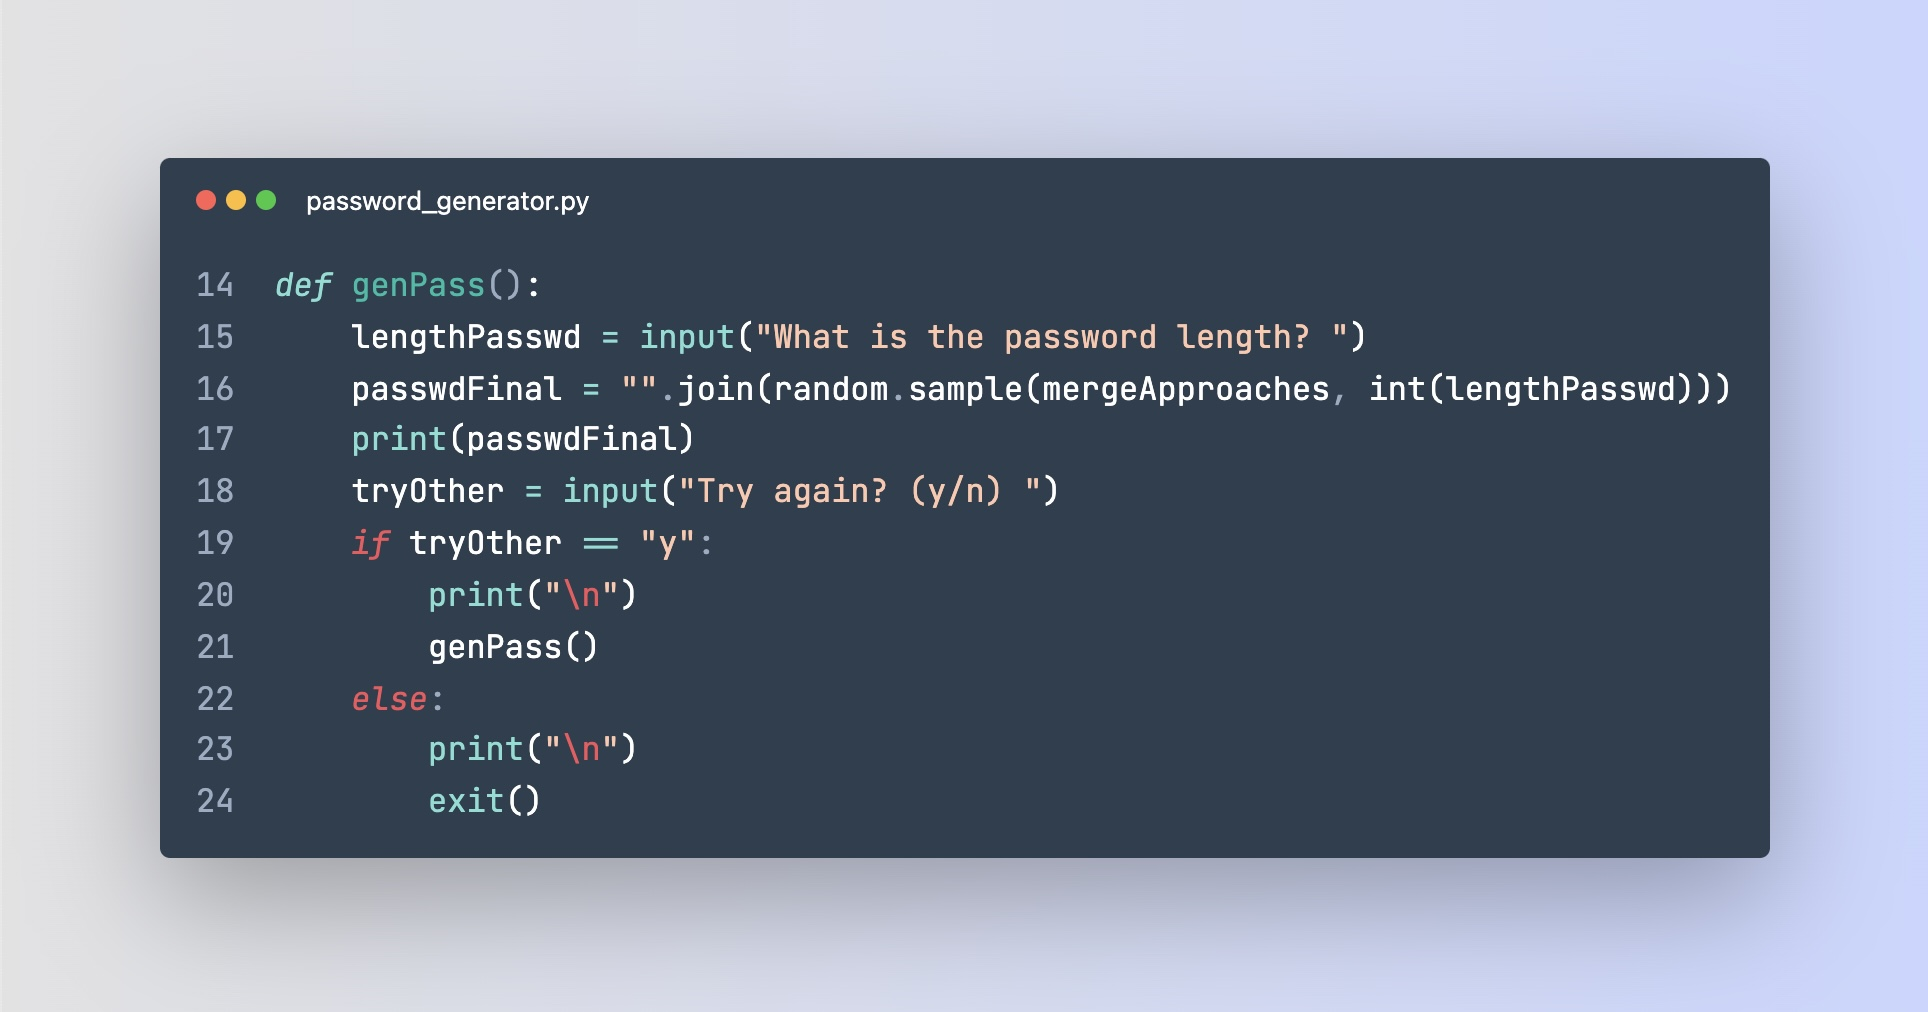 password_generator.py
14 def genPass():
15     lengthPasswd = input("What is the password length? ")
16     passwdFinal = "".join(random.sample(mergeApproaches, int(lengthPasswd)))
17     print(passwdFinal)
18     tryOther = input("Try again? (y/n) ")
19     if tryOther == "y":
20         print("\n")
21         genPass()
22     else:
23         print("\n")
24         exit()